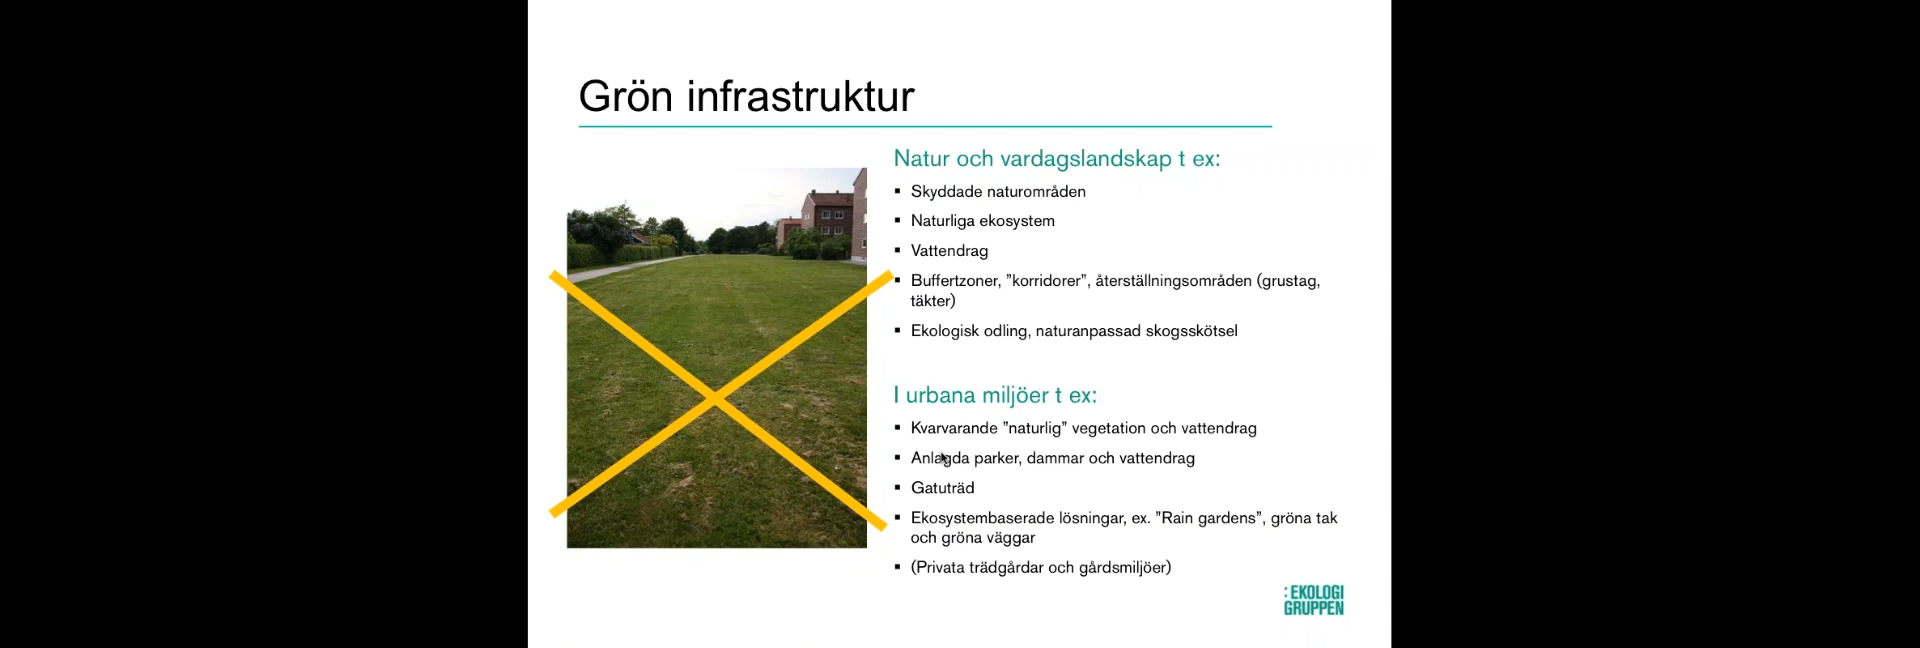 Grön infrastruktur
Natur och vardagslandskap t ex:
▪ Skyddade naturområden
▪ Naturliga ekosystem
▪ Vattendrag
▪ Buffertzoner, ”korridorer”, återställningsområden (grustag,
täkter)
▪ Ekologisk odling, naturanpassad skogsskötsel
I urbana miljöer t ex:
▪ Kvarvarande ”naturlig” vegetation och vattendrag
▪ Anlagda parker, dammar och vattendrag
▪ Gatuträd
▪ Ekosystembaserade lösningar, ex. ”Rain gardens”, gröna tak
och gröna väggar
▪ (Privata trädgårdar och gårdsmiljöer)
:EKOLOGI
GRUPPEN